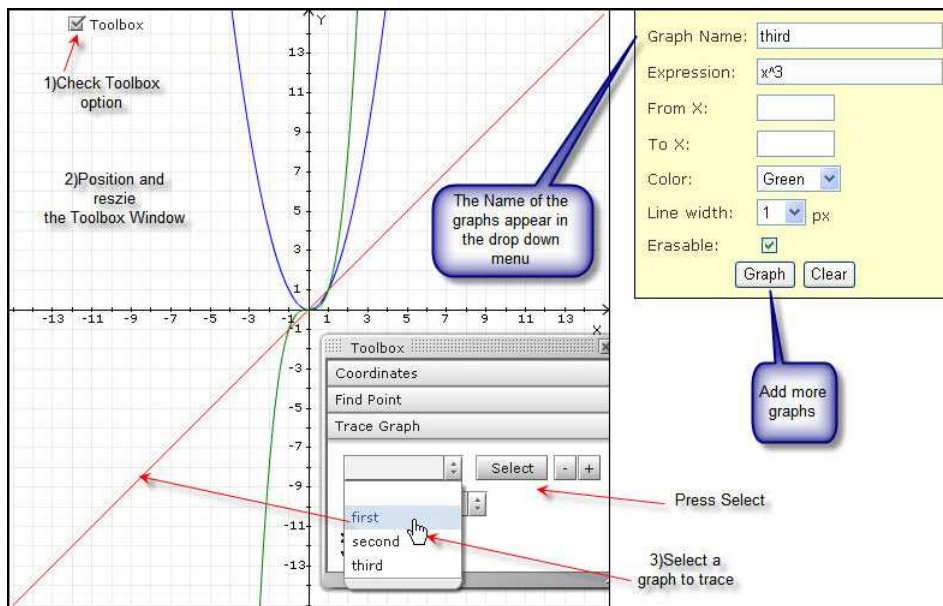 Toolbox
1)Check Toolbox
option
2)Position and
reszie
the Toolbox Window
Y
13
11
9
7
5
3
1
-13 -11 -9 -7 -5 -3 -1 1 3 5 7 9 11 13
X
-1
-3
-5
-7
-9
-11
-13
The Name of the
graphs appear in
the drop down
menu
Graph Name: third
Expression: x^3
From X:
To X:
Color: Green
Line width: 1 px
Erasable:
Graph Clear
Add more
graphs
Toolbox
Coordinates
Find Point
Trace Graph
Select - +
first
second
third
Press Select
3)Select a
graph to trace